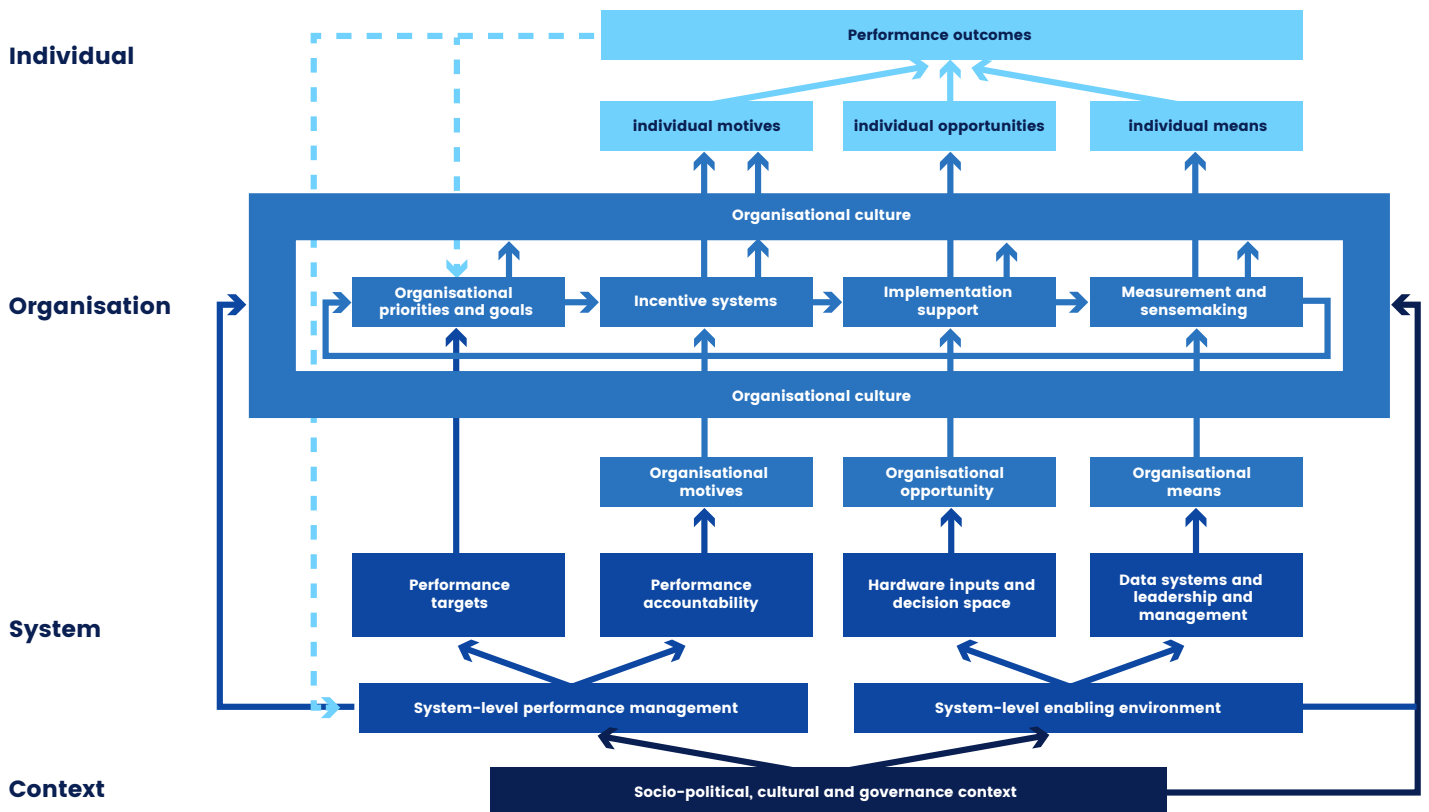 Individual
Performance outcomes
individual motives
individual opportunities
individual means
Organisational culture
Organisation
Organisational
priorities and goals
Incentive systems
Implementation
support
Measurement and
sensemaking
Organisational culture
Organisational
motives
Organisational
opportunity
Organisational
means
System
Performance
targets
Performance
accountability
Hardware inputs and
decision space
Data systems and
leadership and
management
System-level performance management
System-level enabling environment
Context
Socio-political, cultural and governance context